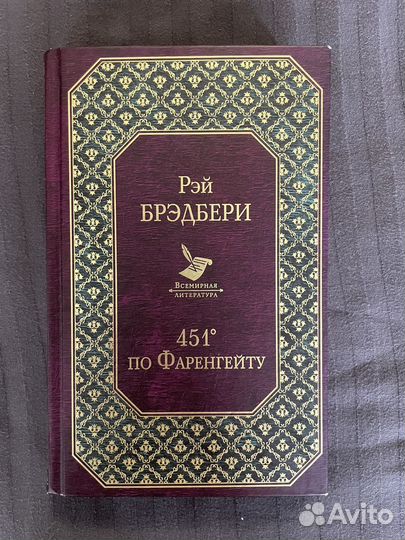 Рэй
БРЭДБЕРИ
Всемирная
литература
451°
по Фаренгейту
Avito